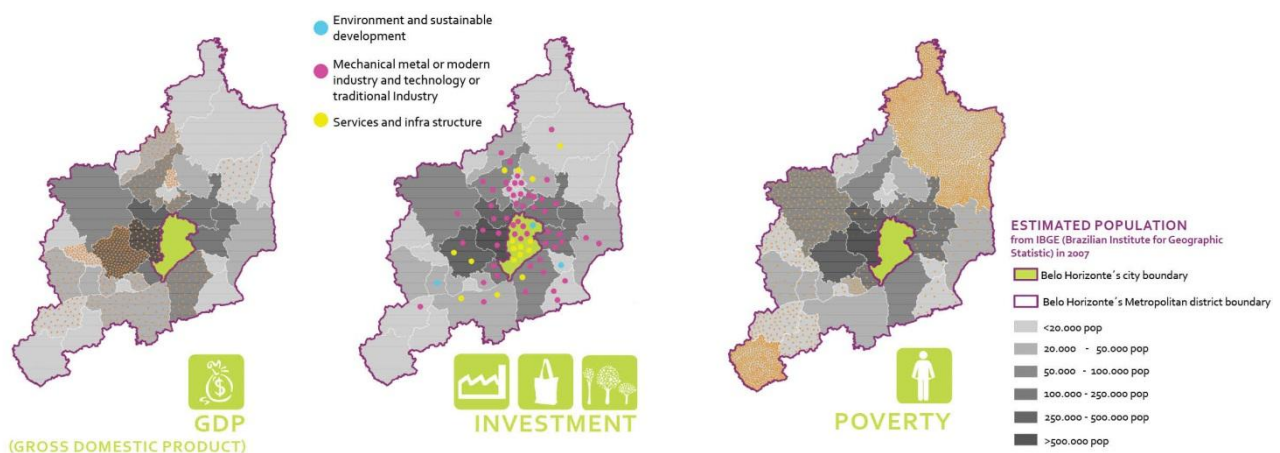 Environment and sustainable
development
Mechanical metal or modern
industry and technology or
traditional Industry
Services and infra structure
$
GDP
(GROSS DOMESTIC PRODUCT)
INVESTMENT
POVERTY
ESTIMATED POPULATION
from IBGE (Brazilian Institute for Geographic
Statistic) in 2007
Belo Horizonte´s city boundary
Belo Horizonte´s Metropolitan district boundary
<20.000 pop
20.000 - 50.000 pop
50.000 - 100.000 pop
100.000 - 250.000 pop
250.000 - 500.000 pop
>500.000 pop